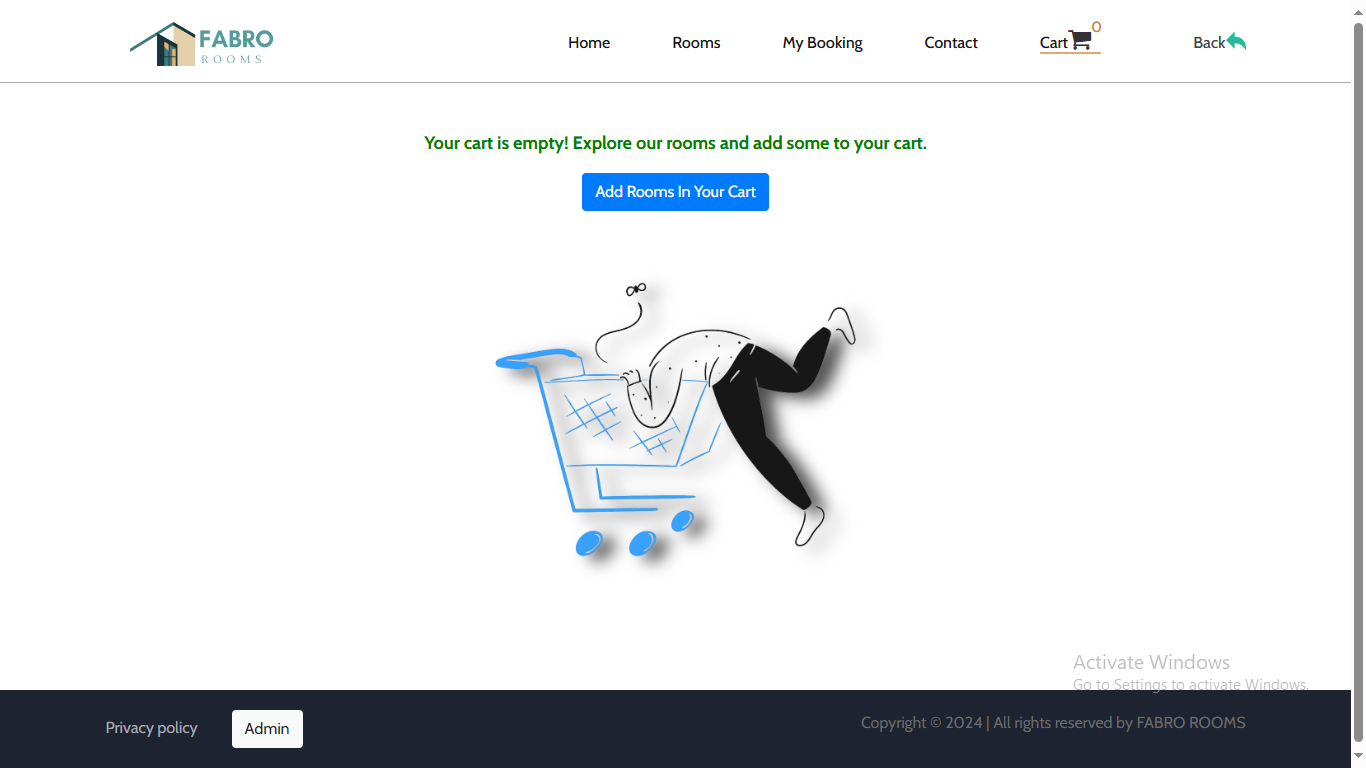 FABRO
ROOMS
Home Rooms My Booking Contact Cart 0 Back
Your cart is empty! Explore our rooms and add some to your cart.
Add Rooms In Your Cart
Activate Windows
Go to Settings to activate Windows.
Privacy policy Admin Copyright © 2024 | All rights reserved by FABRO ROOMS